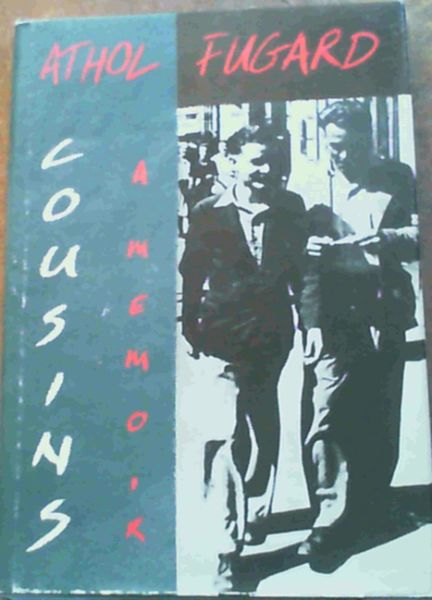 ATHOL FUGARD
COUSINS
A MEMOIR